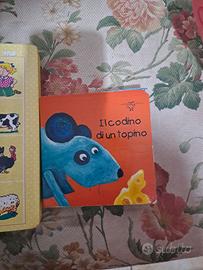 Il codino
di un topino
Subito